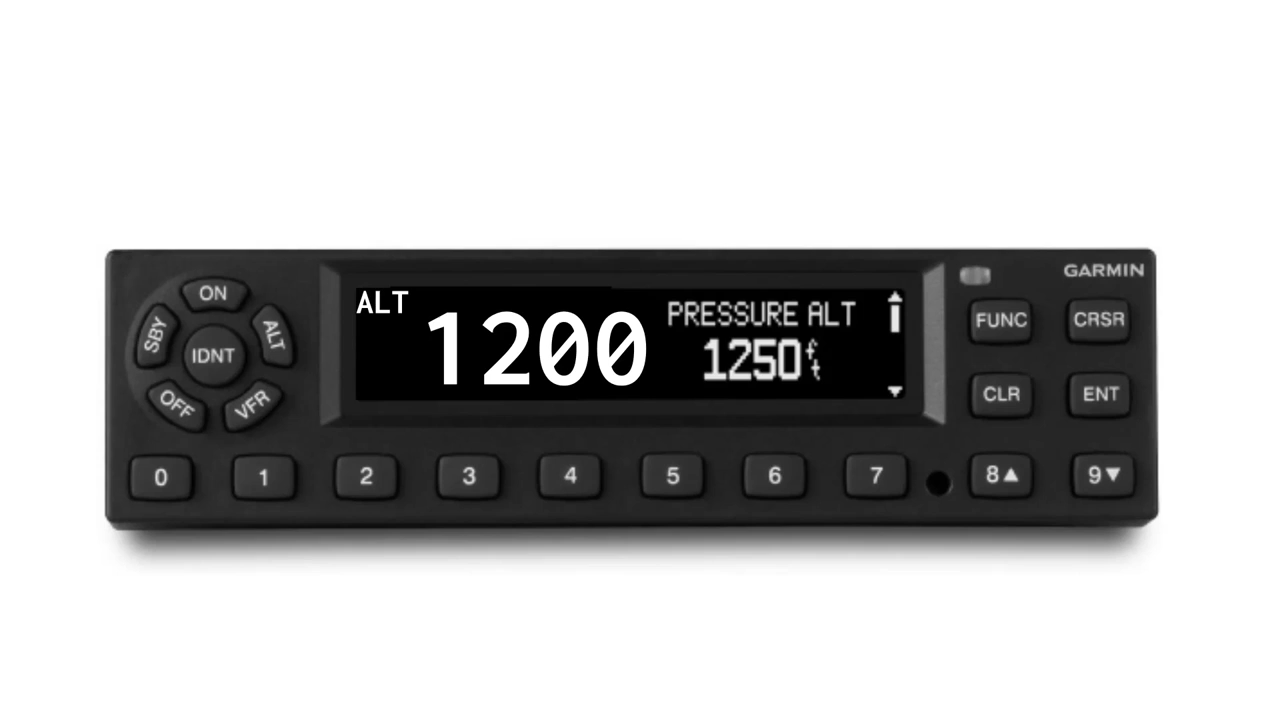 GARMIN
ON
SBY
ALT
IDNT
OFF
VFR
ALT
1200
PRESSURE ALT
1250ft
FUNC
CRSR
CLR
ENT
0
1
2
3
4
5
6
7
8▲
9▼